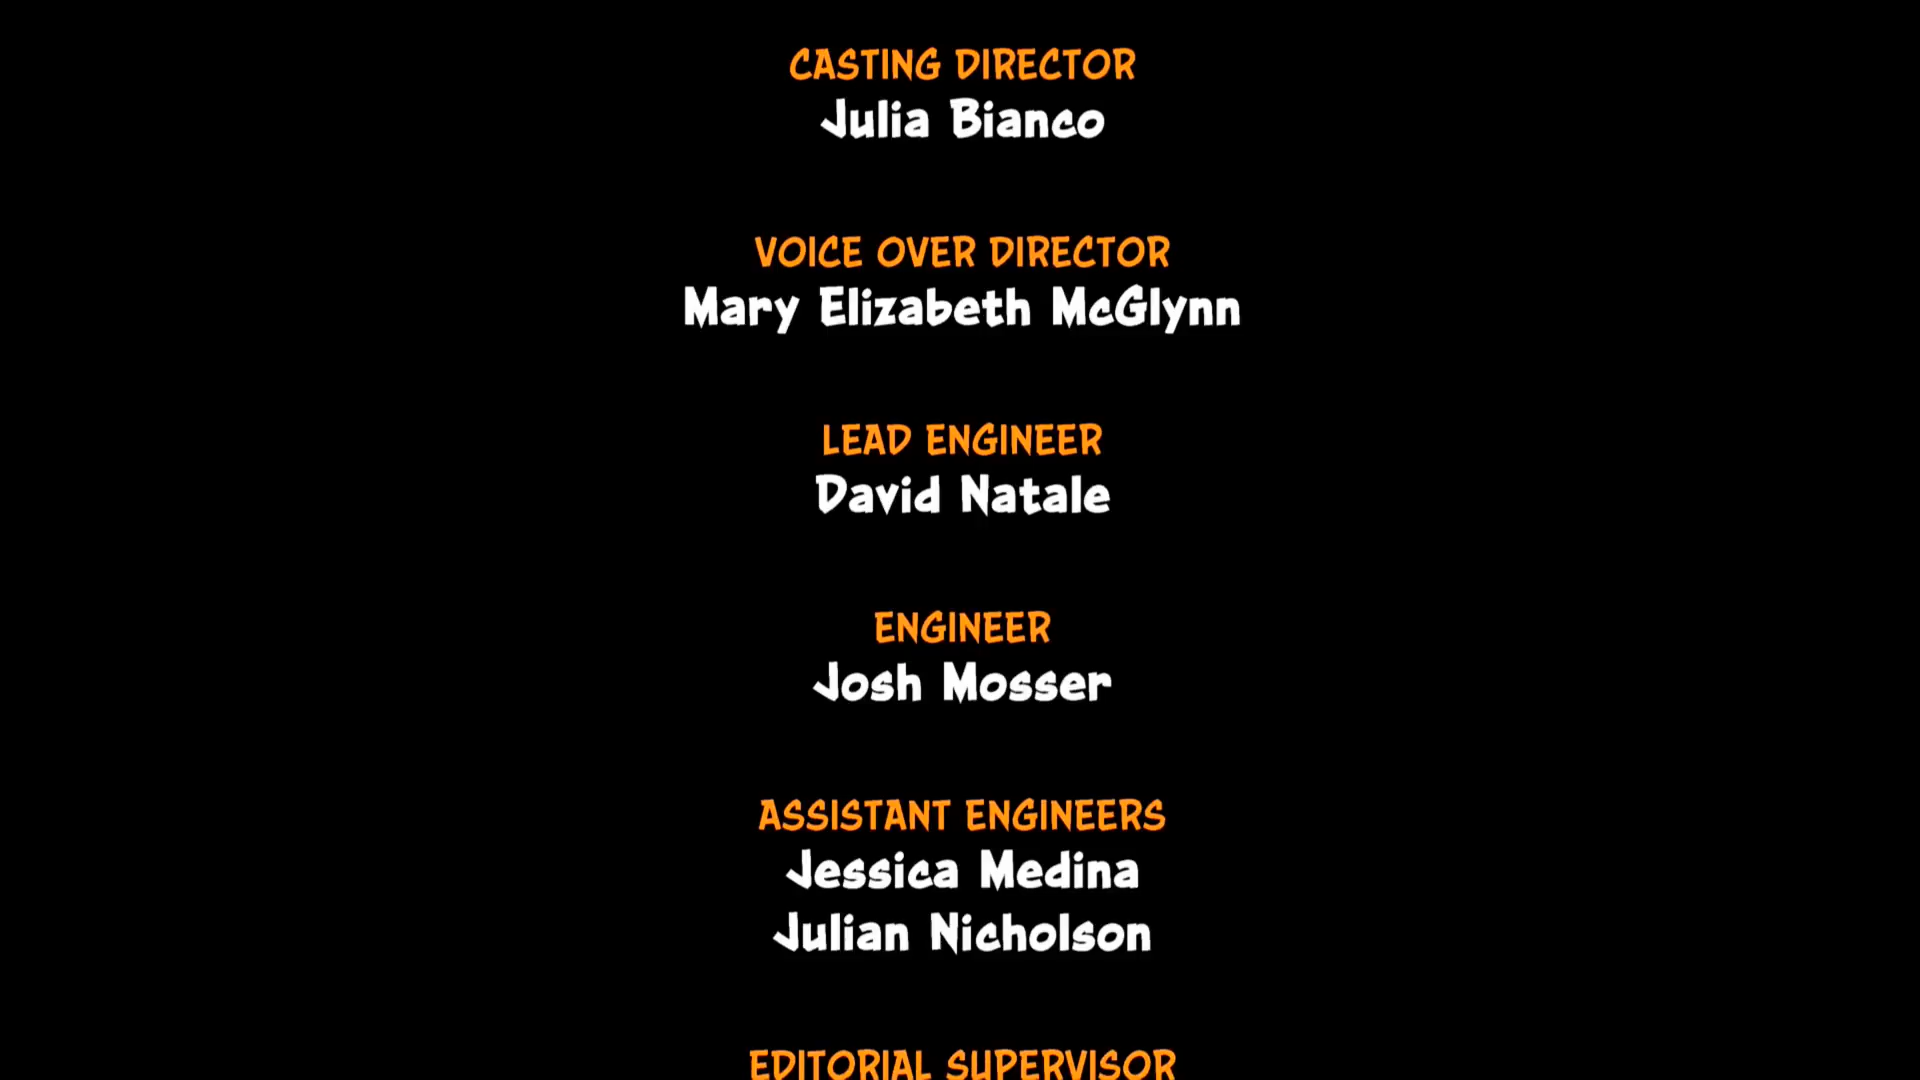 CASTING DIRECTOR
Julia Bianco
VOICE OVER DIRECTOR
Mary Elizabeth McGlynn
LEAD ENGINEER
David Natale
ENGINEER
Josh Mosser
ASSISTANT ENGINEERS
Jessica Medina
Julian Nicholson
EDITORIAL SUPERVISOR